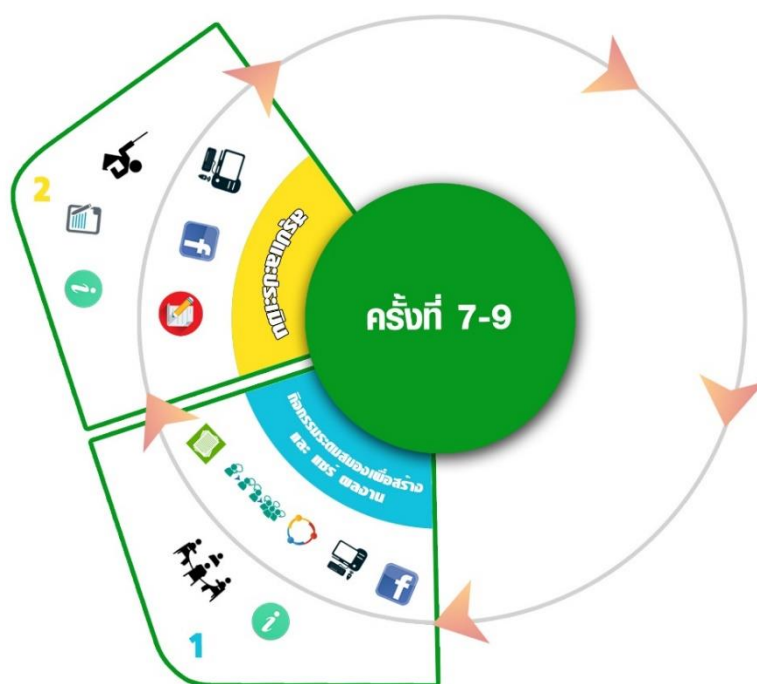 ครั้งที่ 7-9
1
กิจกรรมระดมสมองเพื่อสร้าง
และ แชร์ ผลงาน
2
สรุปและประเมิน